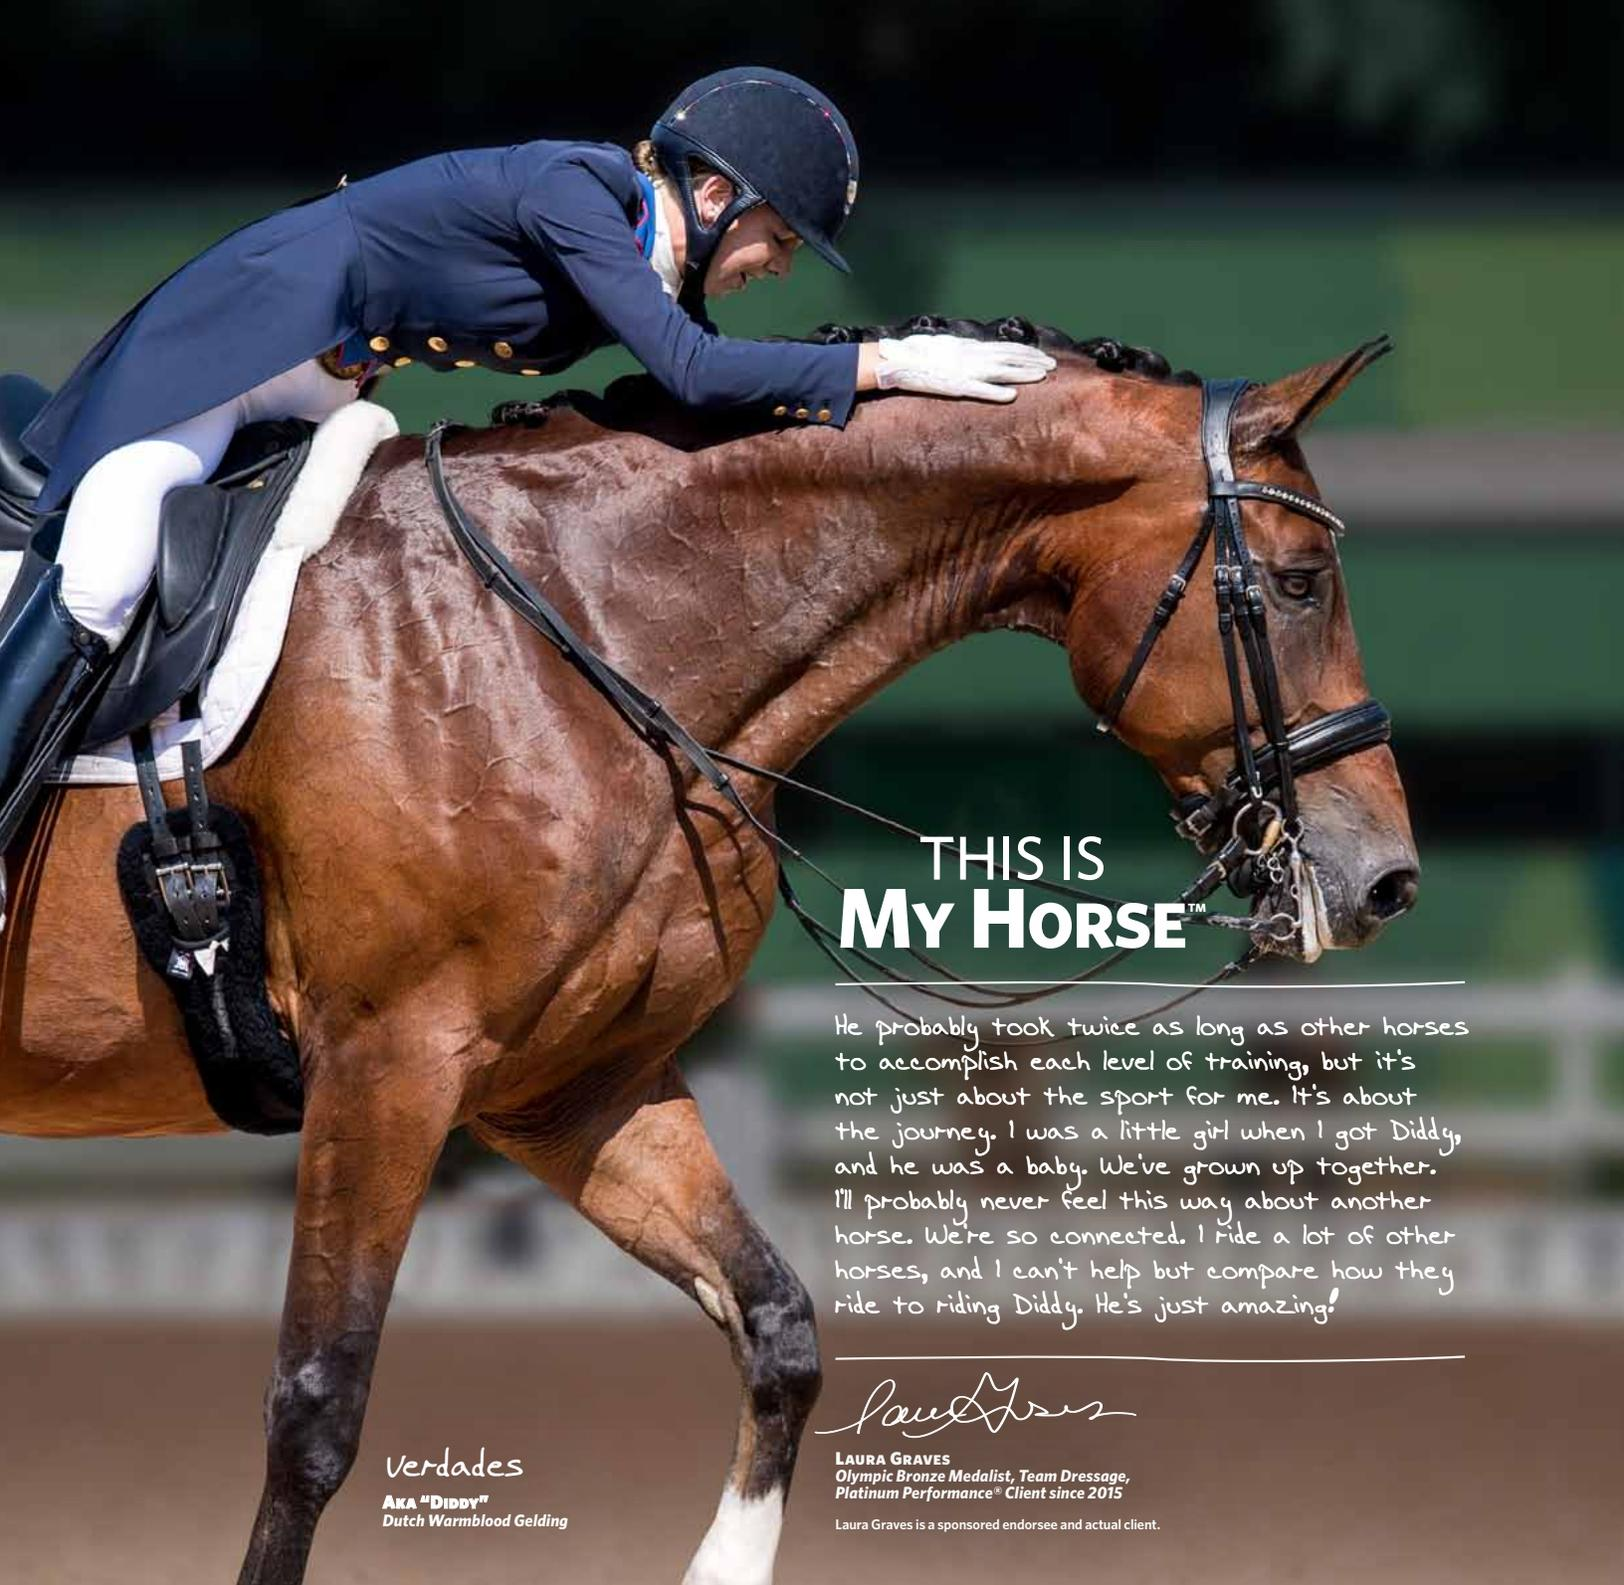 THIS IS
MY HORSE™
He probably took twice as long as other horses
to accomplish each level of training, but it's
not just about the sport for me. It's about
the journey. I was a little girl when I got Diddy,
and he was a baby. We've grown up together.
I'll probably never feel this way about another
horse. We're so connected. I ride a lot of other
horses, and I can't help but compare how they
ride to riding Diddy. He's just amazing!
Laura Graves
LAURA GRAVES
Olympic Bronze Medalist, Team Dressage,
Platinum Performance® Client since 2015
Laura Graves is a sponsored endorsee and actual client.
Verdades
AKA “DIDDY”
Dutch Warmblood Gelding